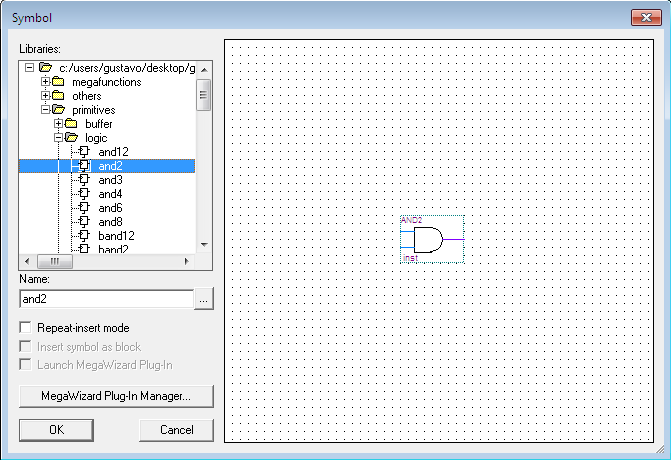 Symbol
Libraries:
c:/users/gustavo/desktop/g
megafunctions
others
primitives
buffer
logic
and12
and2
and3
and4
and6
and8
band12
band2
Name:
and2
...
Repeat-insert mode
Insert symbol as block
Launch MegaWizard Plug-In
MegaWizard Plug-In Manager...
OK
Cancel
AND2
inst